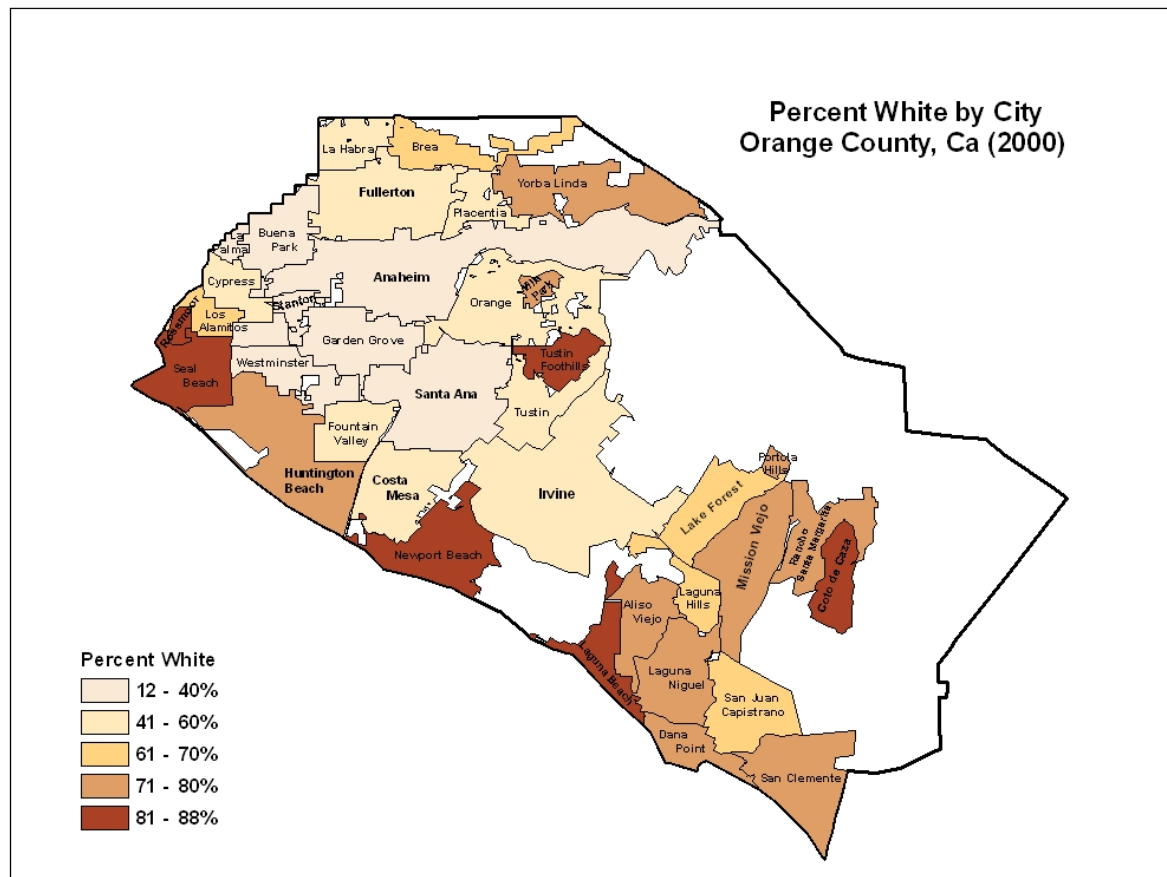 Percent White by City
Orange County, Ca (2000)
La Habra
Brea
Fullerton
Yorba Linda
Placentia
Buena
Park
La
Palma
Anaheim
Cypress
Orange
Villa
Park
Stanton
Los
Alamitos
Rossmoor
Garden Grove
Tustin
Foothills
Westminster
Seal
Beach
Santa Ana
Tustin
Fountain
Valley
Huntington
Beach
Costa
Mesa
Irvine
Portola
Hills
Lake Forest
Newport Beach
Mission Viejo
Rancho
Santa Margarita
Coto de Caza
Laguna
Hills
Aliso
Viejo
Laguna Beach
Laguna
Niguel
San Juan
Capistrano
Dana
Point
San Clemente
Percent White
12 - 40%
41 - 60%
61 - 70%
71 - 80%
81 - 88%